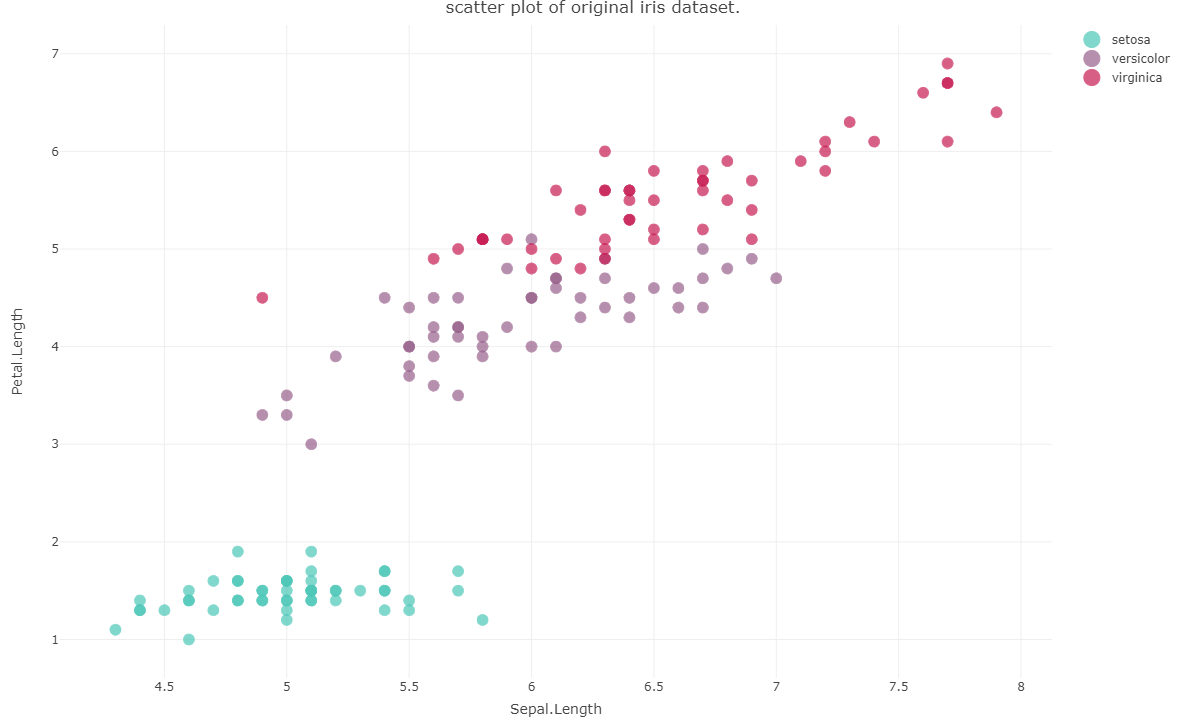 scatter plot of original iris dataset.
setosa
versicolor
virginica
7
6
5
4
3
2
1
Petal.Length
4.5
5
5.5
6
6.5
7
7.5
8
Sepal.Length